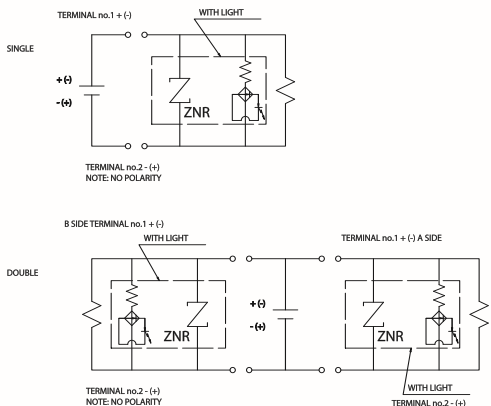 TERMINAL no.1 + (-)
WITH LIGHT
SINGLE
+ (-)
- (+)
ZNR
TERMINAL no.2 - (+)
NOTE: NO POLARITY
B SIDE TERMINAL no.1 + (-)
WITH LIGHT
TERMINAL no.1 + (-) A SIDE
DOUBLE
+ (-)
- (+)
ZNR
ZNR
WITH LIGHT
TERMINAL no.2 - (+)
NOTE: NO POLARITY
TERMINAL no.2 - (+)